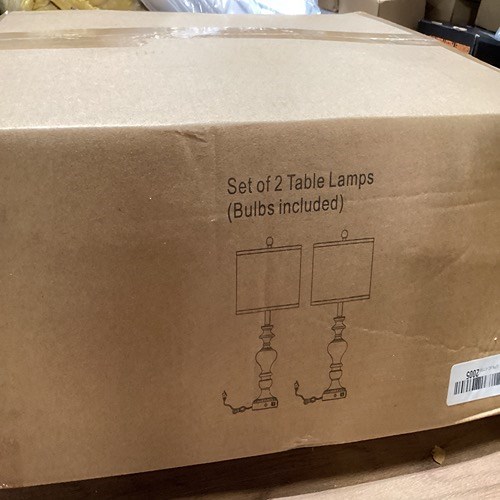 Set of 2 Table Lamps
(Bulbs included)